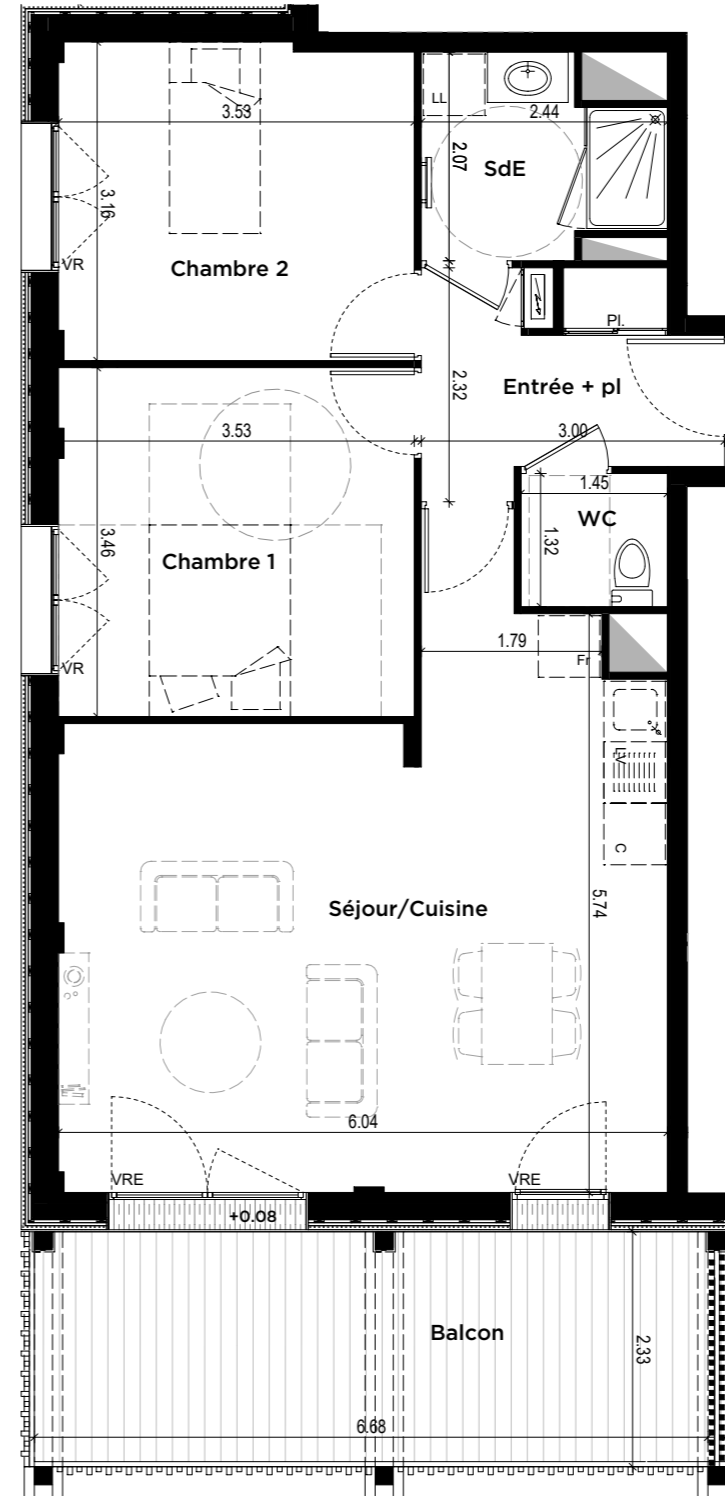 LL
3.53
2.44
2.07
SdE
3.16
VR
Chambre 2
Pl.
2.32
Entrée + pl
3.53
3.00
1.45
WC
1.32
3.46
Chambre 1
VR
1.79
Fr
LV
C
5.74
Séjour/Cuisine
6.04
VRE
VRE
+0.08
Balcon
2.33
6.68